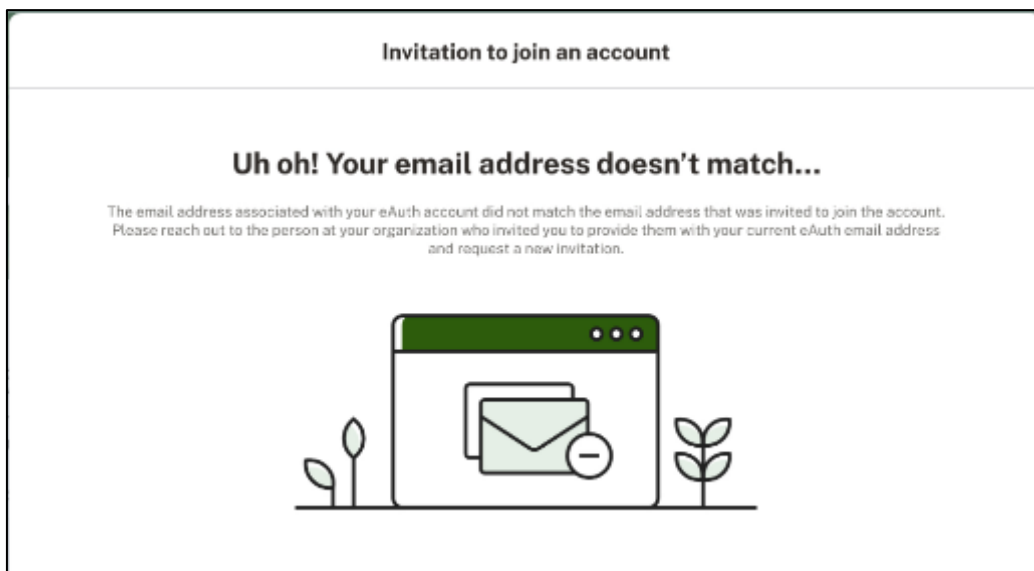 Invitation to join an account
Uh oh! Your email address doesn’t match...
The email address associated with your eAuth account did not match the email address that was invited to join the account.
Please reach out to the person at your organization who invited you to provide them with your current eAuth email address
and request a new invitation.